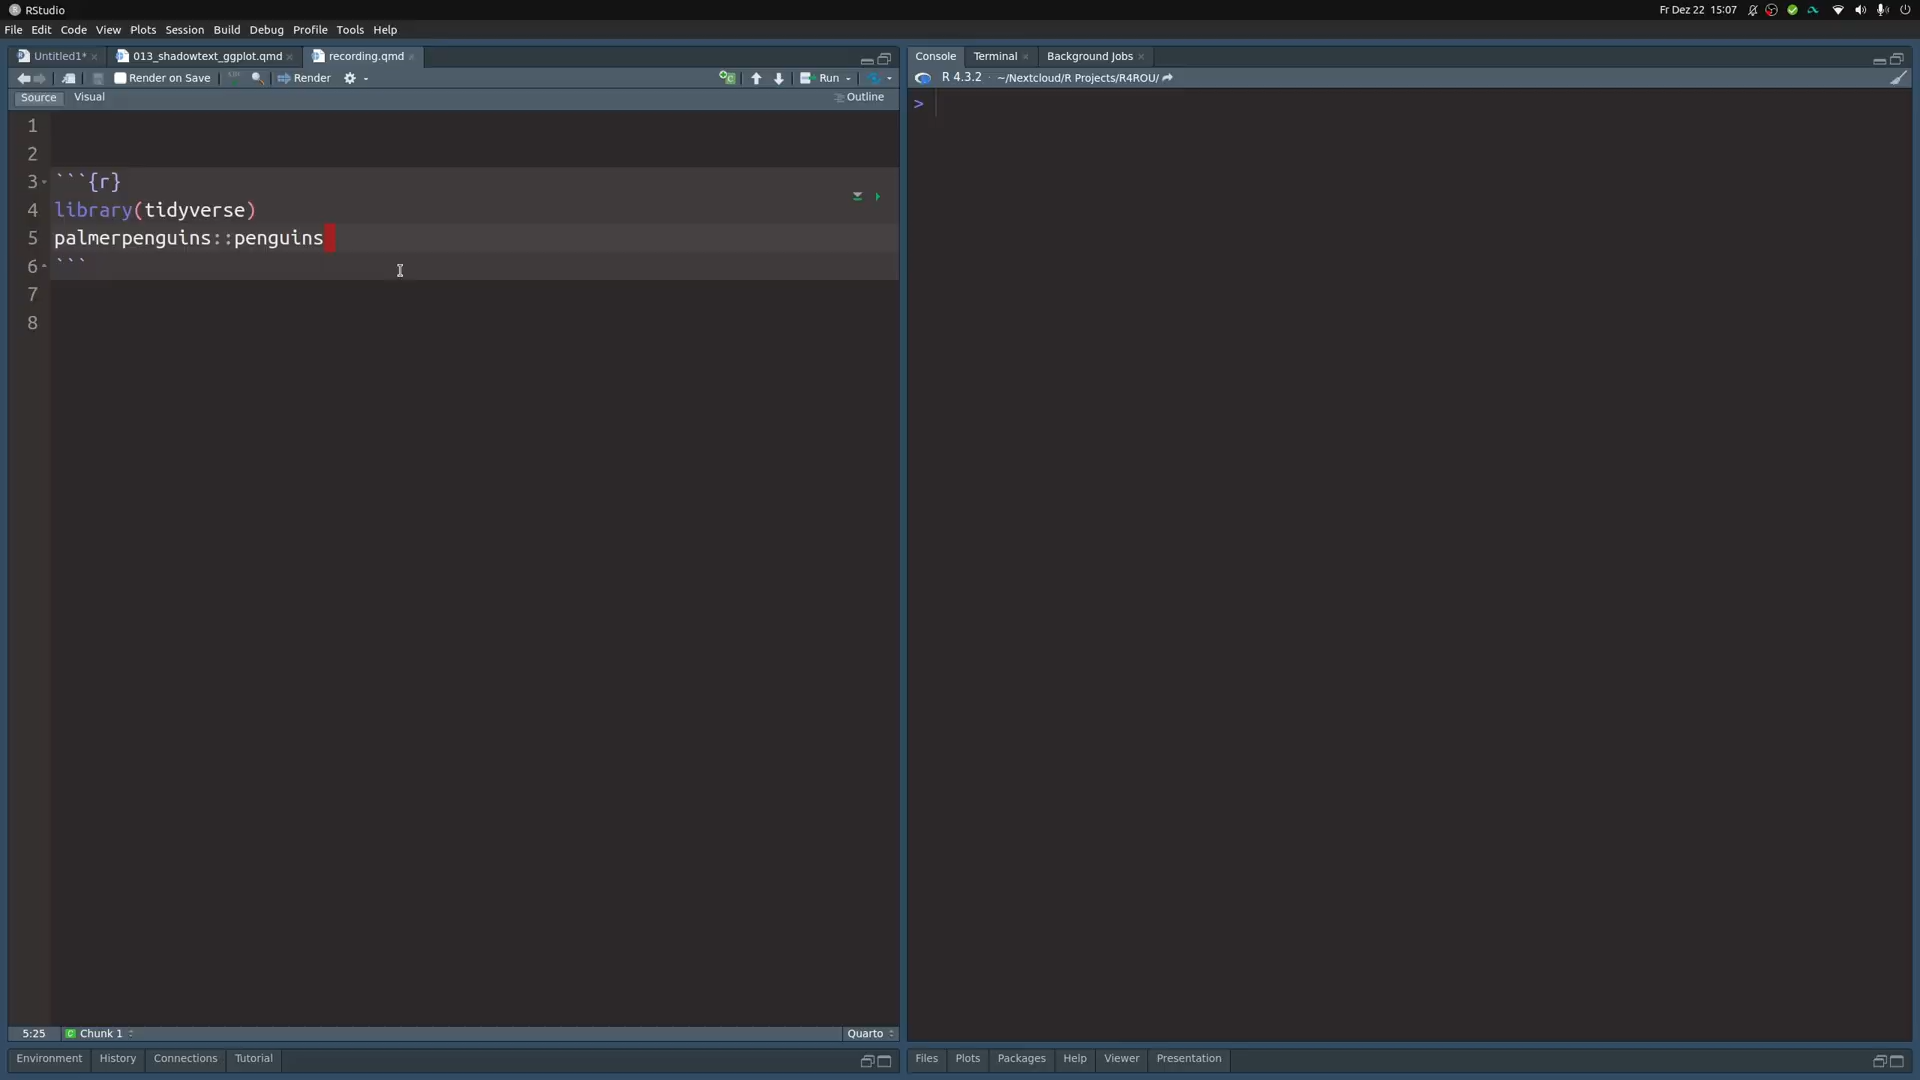 RStudio
Fr Dez 22 15:07
File Edit Code View Plots Session Build Debug Profile Tools Help
Untitled1* × 013_shadowtext_ggplot.qmd × recording.qmd ×
Render on Save Render Run
Source Visual Outline
1
2
3 ```{r}
4 library(tidyverse)
5 palmerpenguins::penguins
6 ```
7
8
5:25 Chunk 1 Quarto
Environment History Connections Tutorial
Console Terminal × Background Jobs ×
R 4.3.2 · ~/Nextcloud/R Projects/R4ROU/
>
Files Plots Packages Help Viewer Presentation